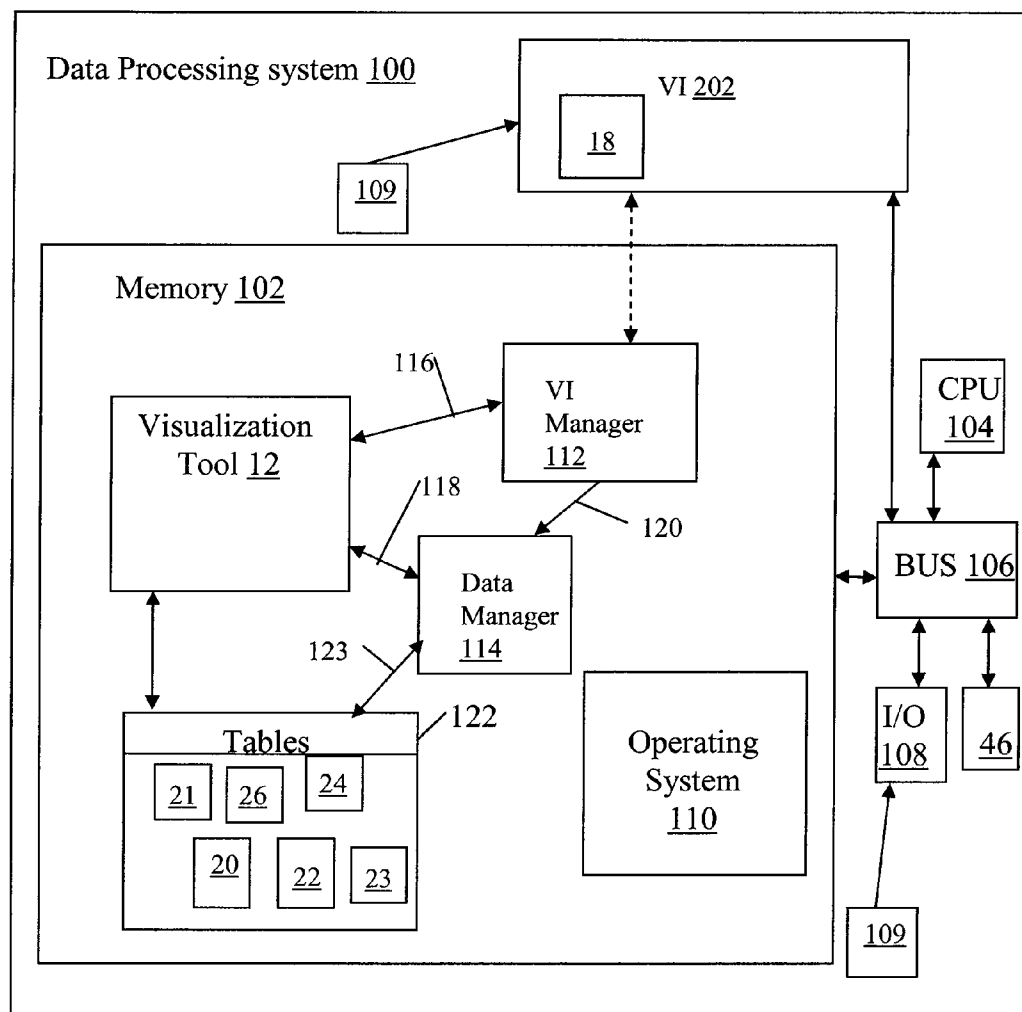 Data Processing system 100
VI 202
18
109
Memory 102
116
VI
Manager
112
CPU
104
Visualization
Tool 12
118
120
BUS 106
Data
Manager
114
123
122
Tables
21
26
24
20
22
23
Operating
System
110
I/O
108
46
109